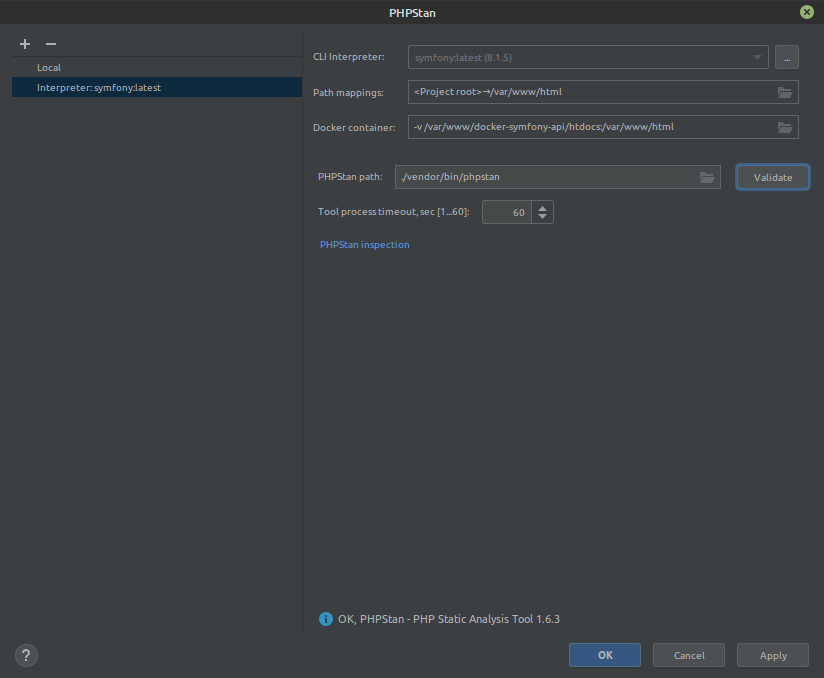 PHPStan
Local
Interpreter: symfony:latest
CLI Interpreter: symfony:latest (8.1.5) ...
Path mappings: <Project root>→/var/www/html
Docker container: -v /var/www/docker-symfony-api/htdocs:/var/www/html
PHPStan path: ./vendor/bin/phpstan Validate
Tool process timeout, sec [1...60]: 60
PHPStan inspection
OK, PHPStan - PHP Static Analysis Tool 1.6.3
? OK Cancel Apply